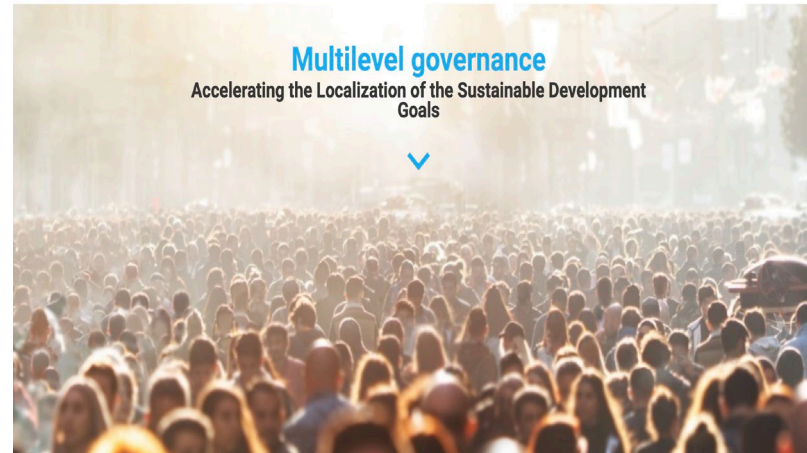 Multilevel governance
Accelerating the Localization of the Sustainable Development
Goals